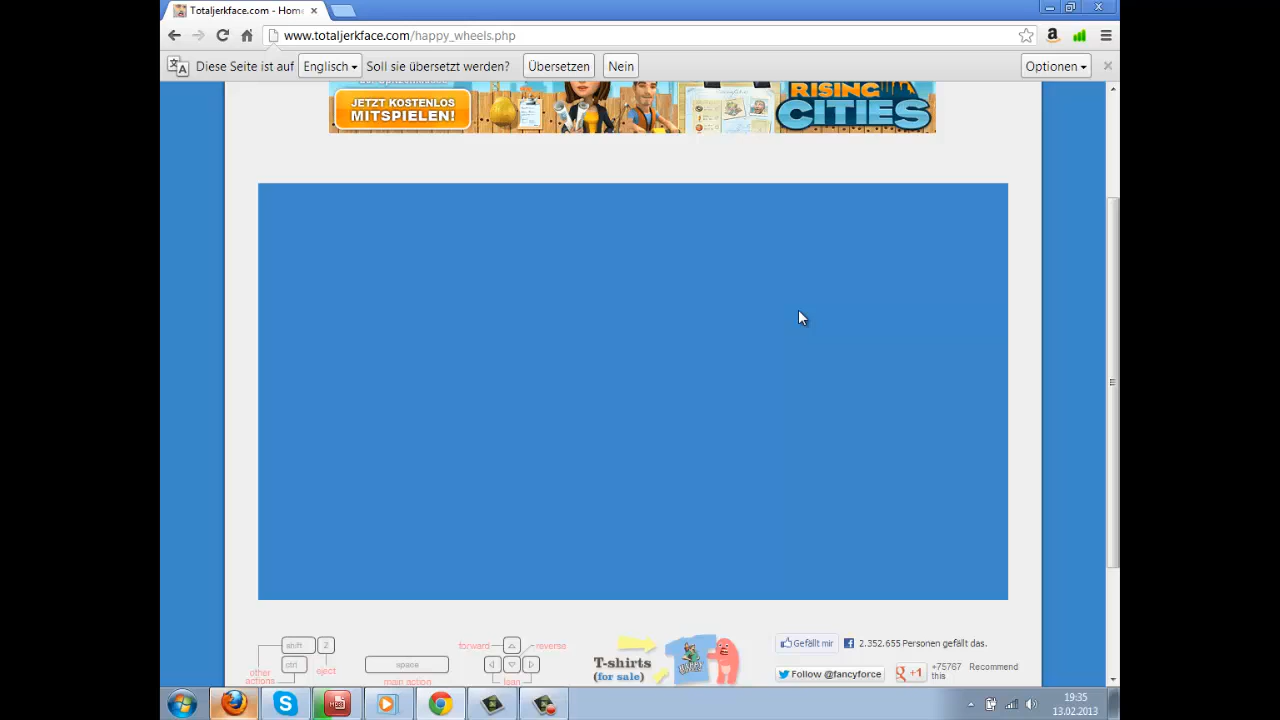 Totaljerkface.com - Home
www.totaljerkface.com/happy_wheels.php
Diese Seite ist auf Englisch Soll sie übersetzt werden? Übersetzen Nein Optionen
JETZT KOSTENLOS
MITSPIELEN!
RISING
CITIES
shift Z
ctrl
other
actions
eject
space
main action
forward
reverse
lean
T-shirts
(for sale)
Gefällt mir 2.352.655 Personen gefällt das.
Follow @fancyforce
+1 +75767 Recommend
this
19:35
13.02.2013